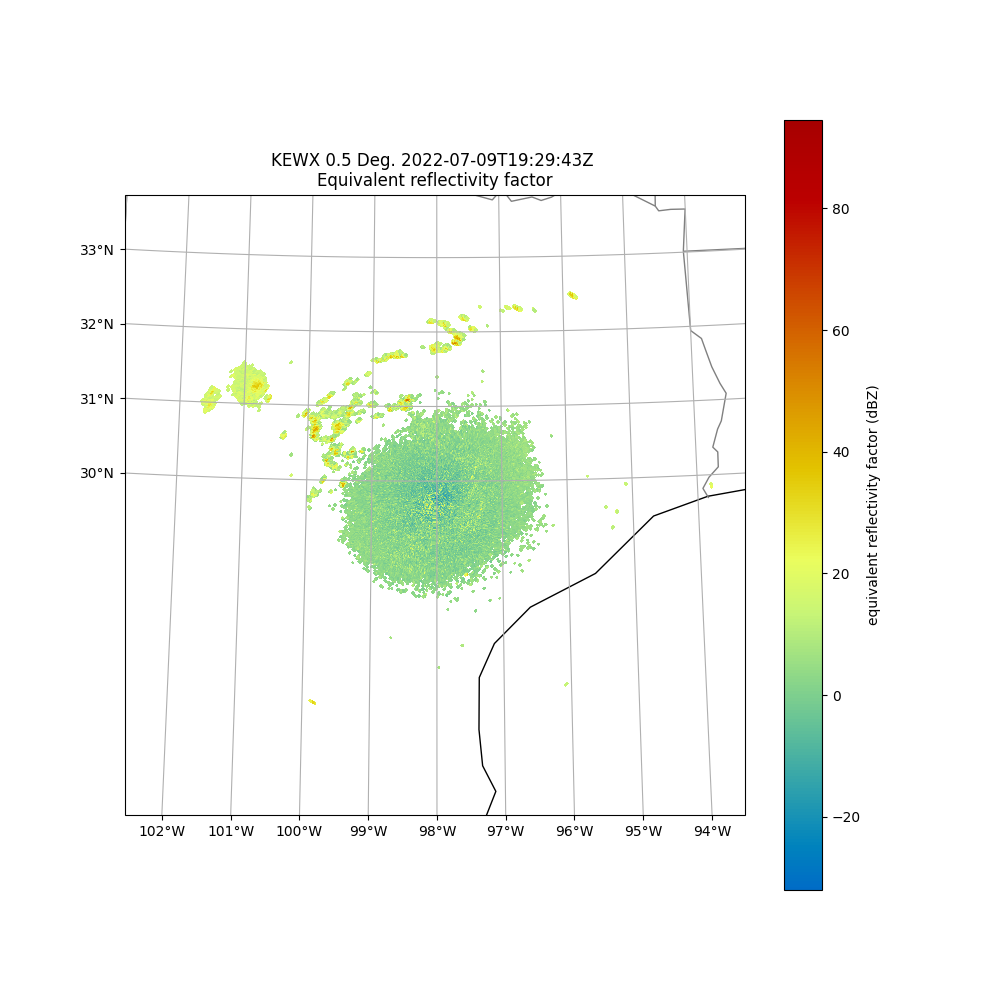 KEWX 0.5 Deg. 2022-07-09T19:29:43Z
Equivalent reflectivity factor
33°N
32°N
31°N
30°N
102°W
101°W
100°W
99°W
98°W
97°W
96°W
95°W
94°W
80
60
40
20
0
−20
equivalent reflectivity factor (dBZ)